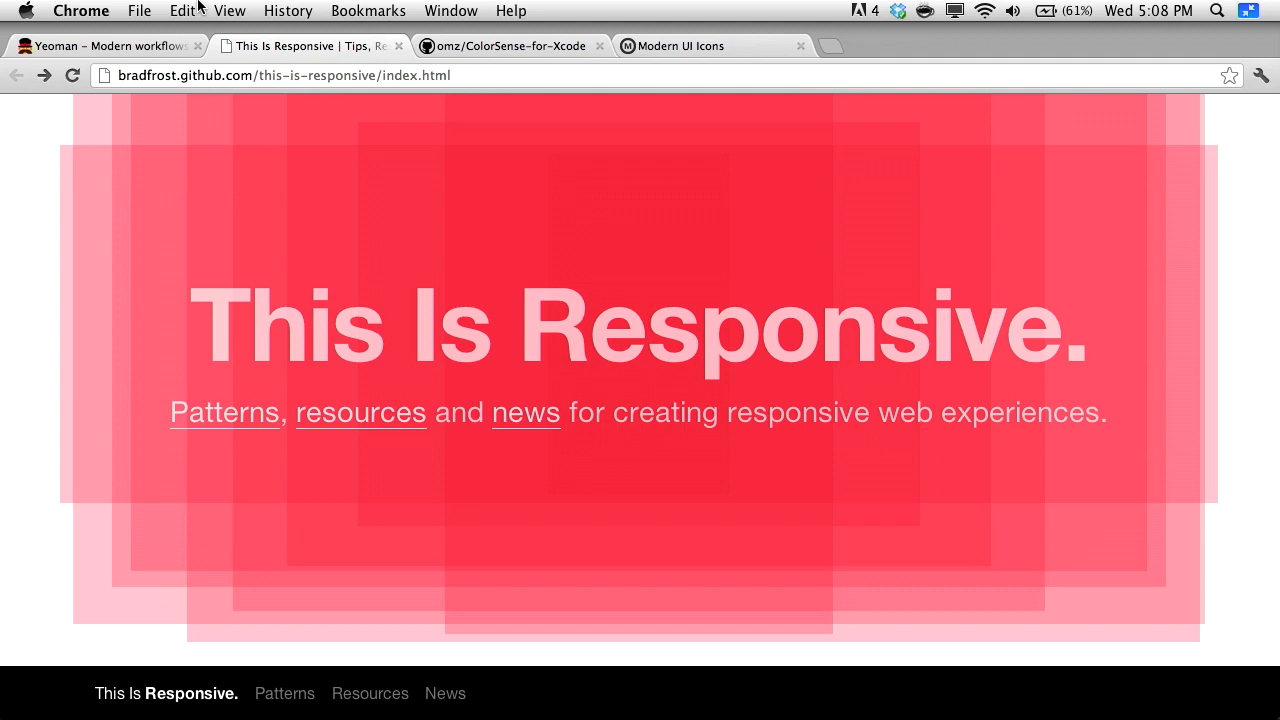 Chrome File Edit View History Bookmarks Window Help 4 (61%) Wed 5:08 PM
Yeoman – Modern workflows This Is Responsive | Tips, Re omz/ColorSense-for-Xcode Modern UI Icons
bradfrost.github.com/this-is-responsive/index.html
This Is Responsive.
Patterns, resources and news for creating responsive web experiences.
This Is Responsive. Patterns Resources News